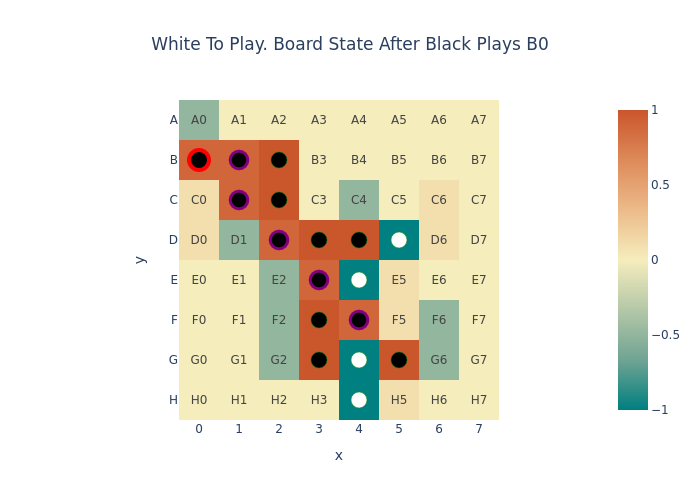 White To Play. Board State After Black Plays B0
A A0 A1 A2 A3 A4 A5 A6 A7
B B3 B4 B5 B6 B7
C C0 C3 C4 C5 C6 C7
D D0 D1 D6 D7
E E0 E1 E2 E5 E6 E7
F F0 F1 F2 F5 F6 F7
G G0 G1 G2 G6 G7
H H0 H1 H2 H3 H5 H6 H7
0 1 2 3 4 5 6 7
x
y
1
0.5
0
−0.5
−1